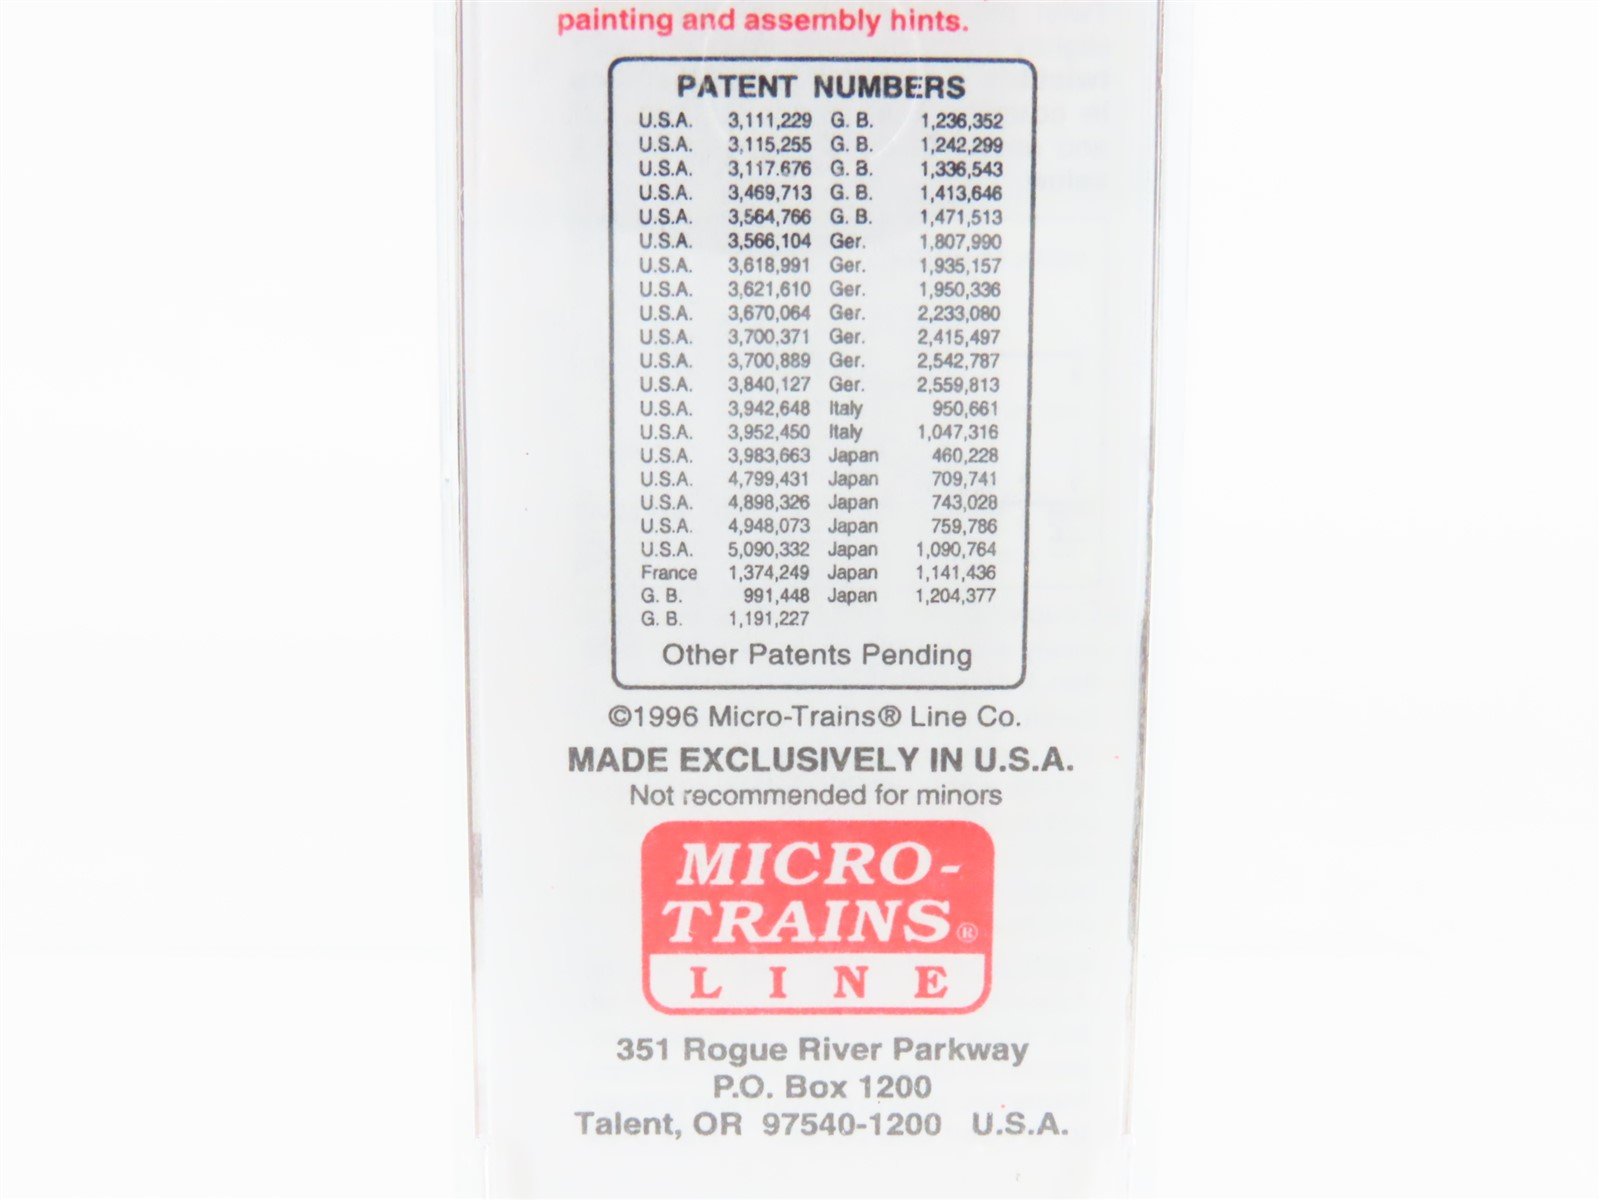 painting and assembly hints.
PATENT NUMBERS
U.S.A. 3,111,229 G. B. 1,236,352
U.S.A. 3,115,255 G. B. 1,242,299
U.S.A. 3,117.676 G. B. 1,336,543
U.S.A. 3,469,713 G. B. 1,413,646
U.S.A. 3,564,766 G. B. 1,471,513
U.S.A. 3,566,104 Ger. 1,807,990
U.S.A. 3,618,991 Ger. 1,935,157
U.S.A. 3,621,610 Ger. 1,950,336
U.S.A. 3,670,064 Ger. 2,233,080
U.S.A. 3,700,371 Ger. 2,415,497
U.S.A. 3,700,889 Ger. 2,542,787
U.S.A. 3,840,127 Ger. 2,559,813
U.S.A. 3,942,648 Italy 950,661
U.S.A. 3,952,450 Italy 1,047,316
U.S.A. 3,983,663 Japan 460,228
U.S.A. 4,799,431 Japan 709,741
U.S.A. 4,898,326 Japan 743,028
U.S.A. 4,948,073 Japan 759,786
U.S.A. 5,090,332 Japan 1,090,764
France 1,374,249 Japan 1,141,436
G. B. 991,448 Japan 1,204,377
G. B. 1,191,227
Other Patents Pending
©1996 Micro-Trains® Line Co.
MADE EXCLUSIVELY IN U.S.A.
Not recommended for minors
MICRO-
TRAINS®
LINE
351 Rogue River Parkway
P.O. Box 1200
Talent, OR 97540-1200 U.S.A.